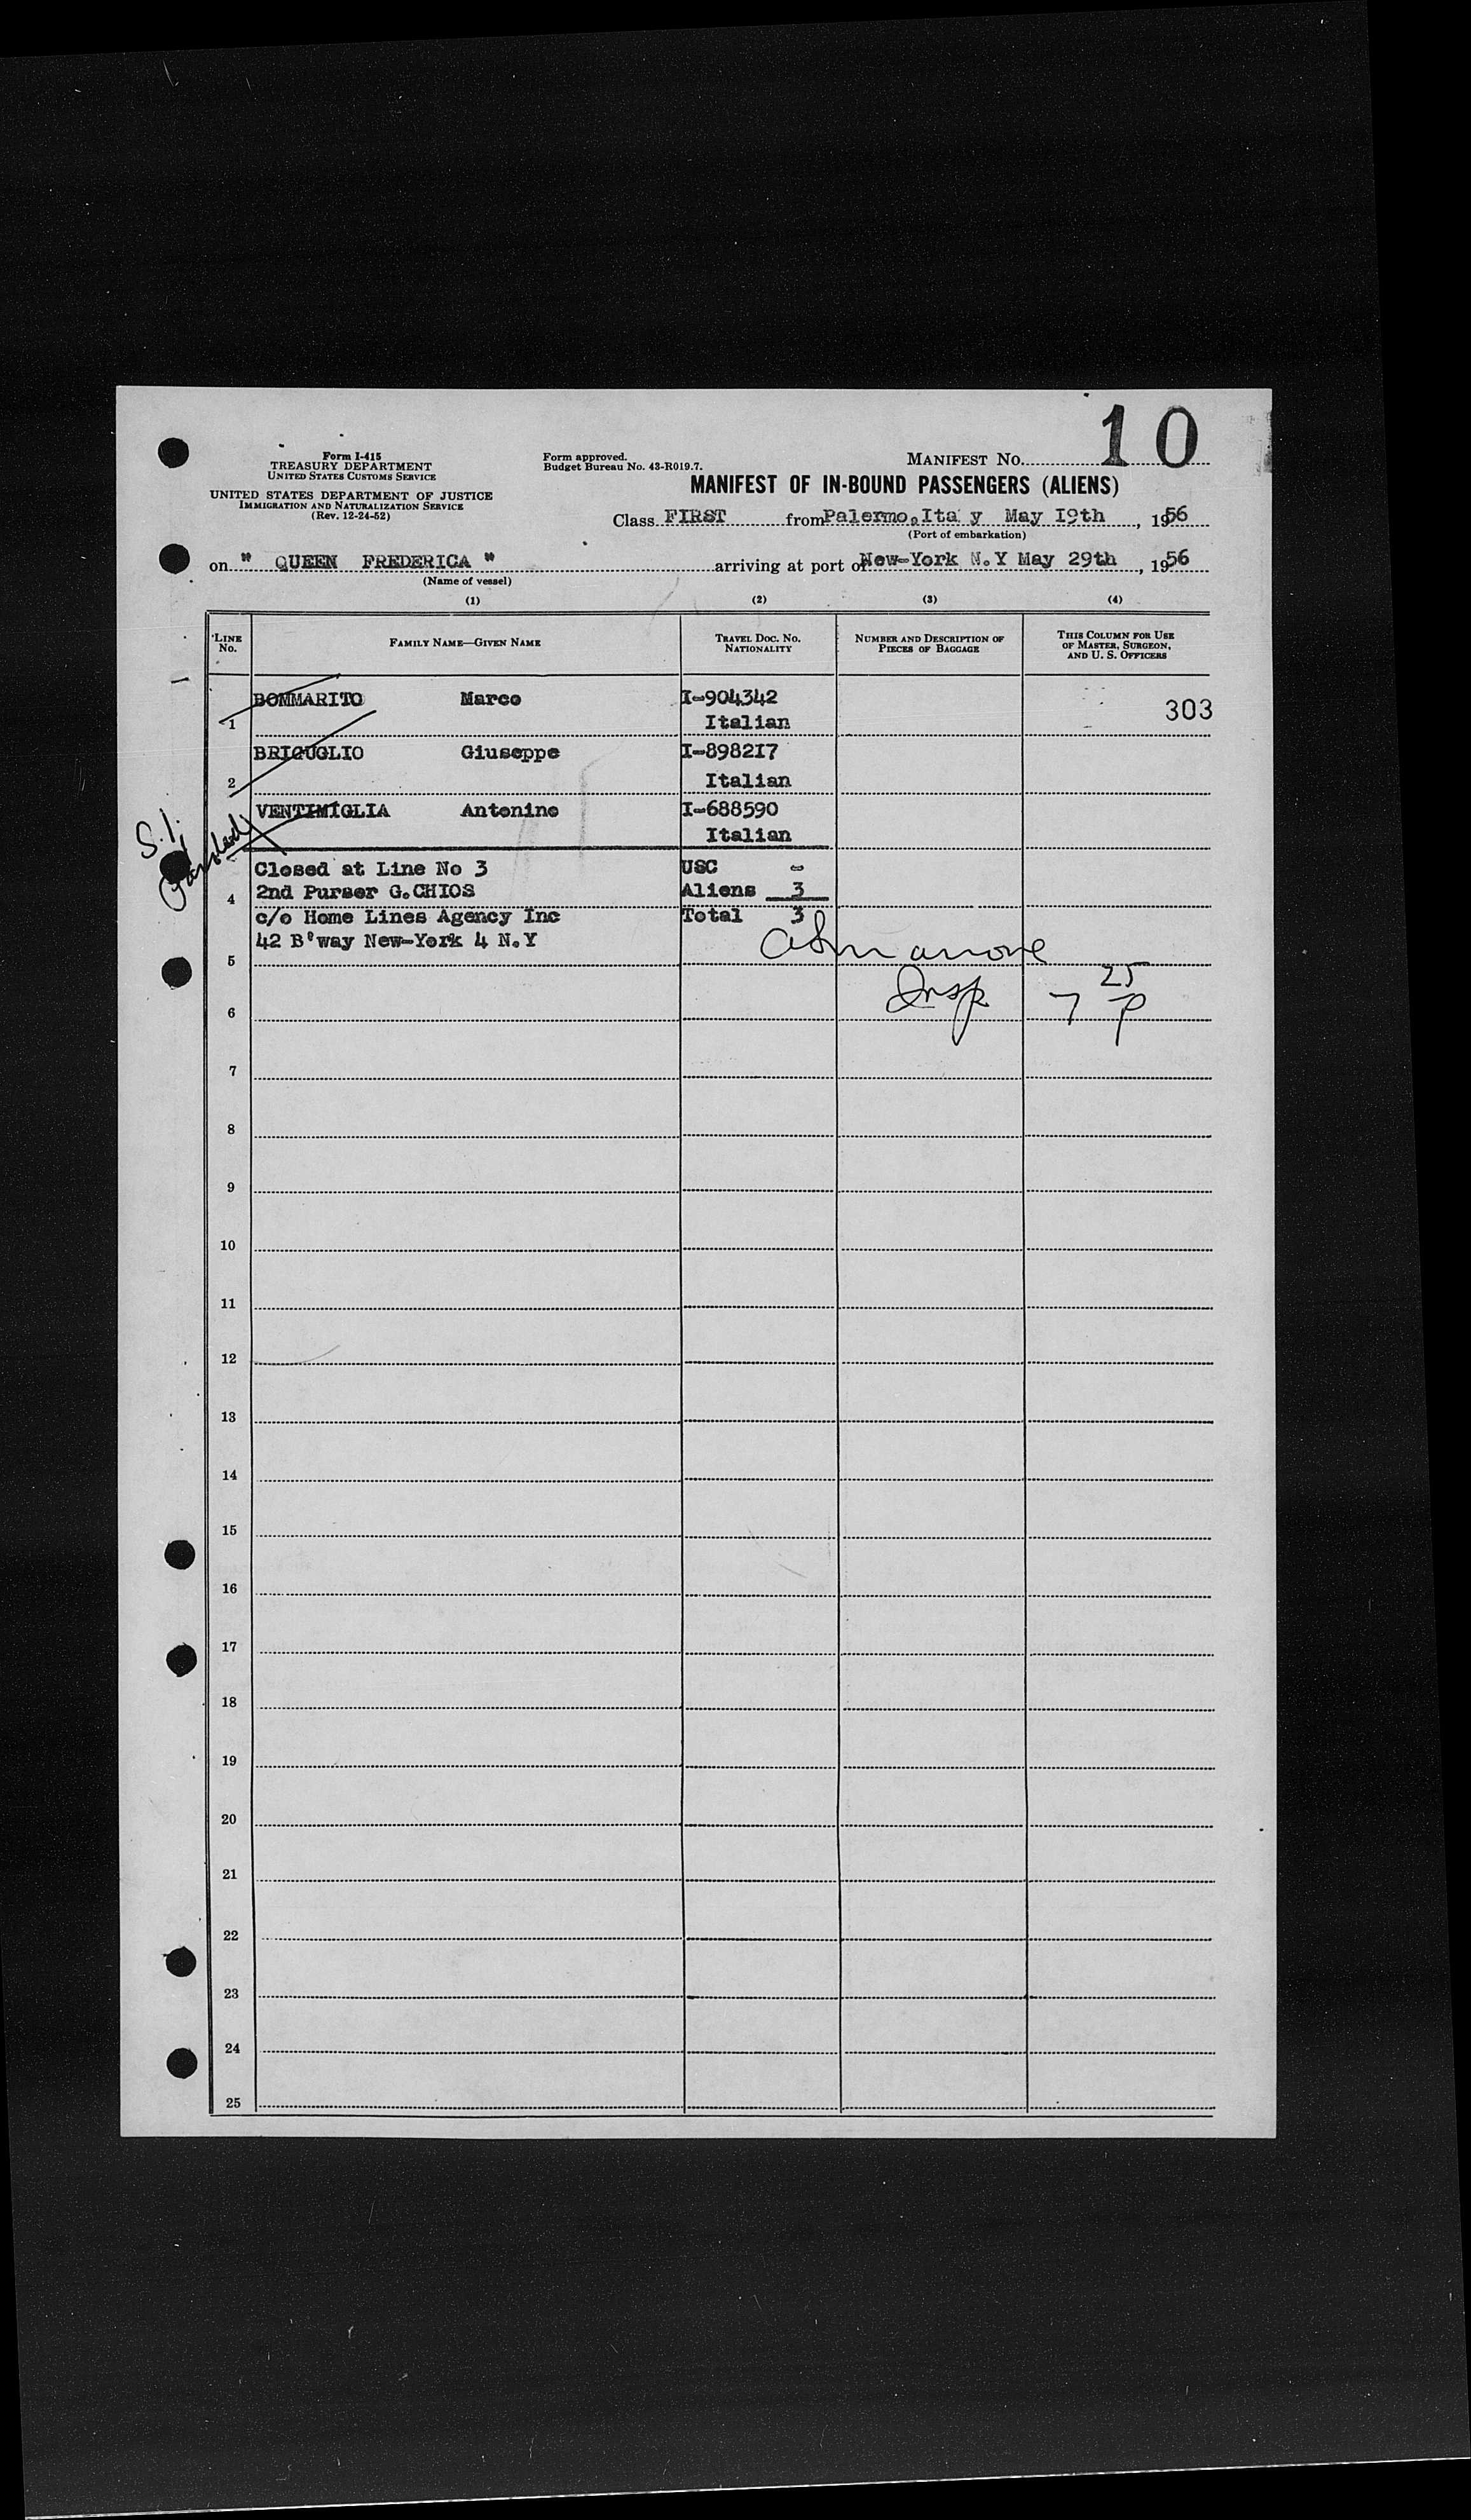 10
Form I-415
TREASURY DEPARTMENT
UNITED STATES CUSTOMS SERVICE
UNITED STATES DEPARTMENT OF JUSTICE
IMMIGRATION AND NATURALIZATION SERVICE
(Rev. 12-24-52)
Form approved.
Budget Bureau No. 43-R019.7.
MANIFEST NO.
MANIFEST OF IN-BOUND PASSENGERS (ALIENS)
Class FIRST from Palermo, Ita y May I9th, 1956
(Port of embarkation)
on " QUEEN FREDERICA " arriving at port of New-York N.Y May 29th, 1956
(Name of vessel)
(1) (2) (3) (4)
LINE No. FAMILY NAME—GIVEN NAME TRAVEL DOC. NO. NATIONALITY NUMBER AND DESCRIPTION OF PIECES OF BAGGAGE THIS COLUMN FOR USE OF MASTER, SURGEON, AND U. S. OFFICERS
BOMMARITO Marco I-904342 303
1 Italian
BRIGUGLIO Giuseppe I-898217
2 Italian
VENTIMIGLIA Antonino I-688590
Italian
S.I.
Closed at Line No 3 USC -
4 2nd Purser G.CHIOS Aliens 3
c/o Home Lines Agency Inc Total 3
42 B'way New-York 4 N.Y
5
Insp 7 25 p
6
7
8
9
10
11
12
13
14
15
16
17
18
19
20
21
22
23
24
25